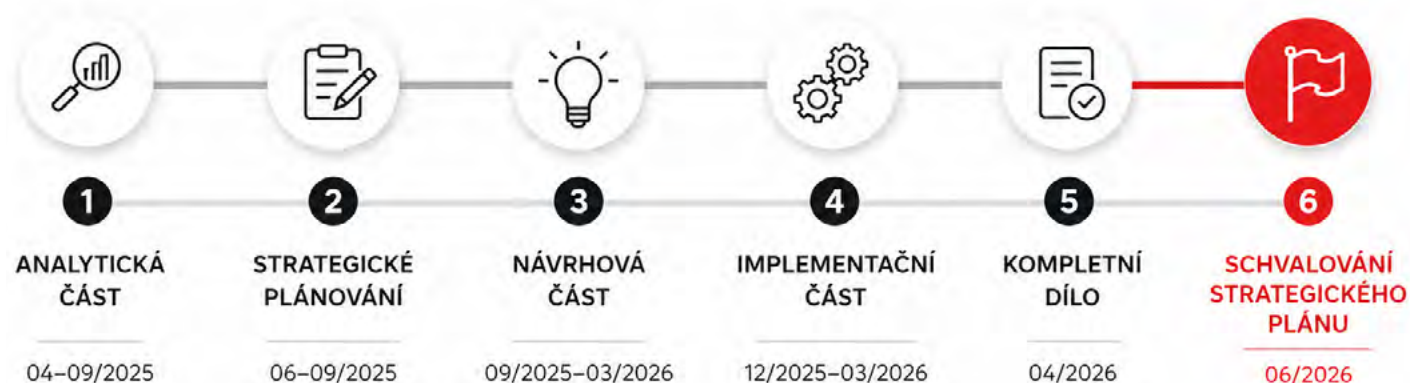 1
ANALYTICKÁ
ČÁST
04–09/2025
2
STRATEGICKÉ
PLÁNOVÁNÍ
06–09/2025
3
NÁVRHOVÁ
ČÁST
09/2025–03/2026
4
IMPLEMENTAČNÍ
ČÁST
12/2025–03/2026
5
KOMPLETNÍ
DÍLO
04/2026
6
SCHVALOVÁNÍ
STRATEGICKÉHO
PLÁNU
06/2026